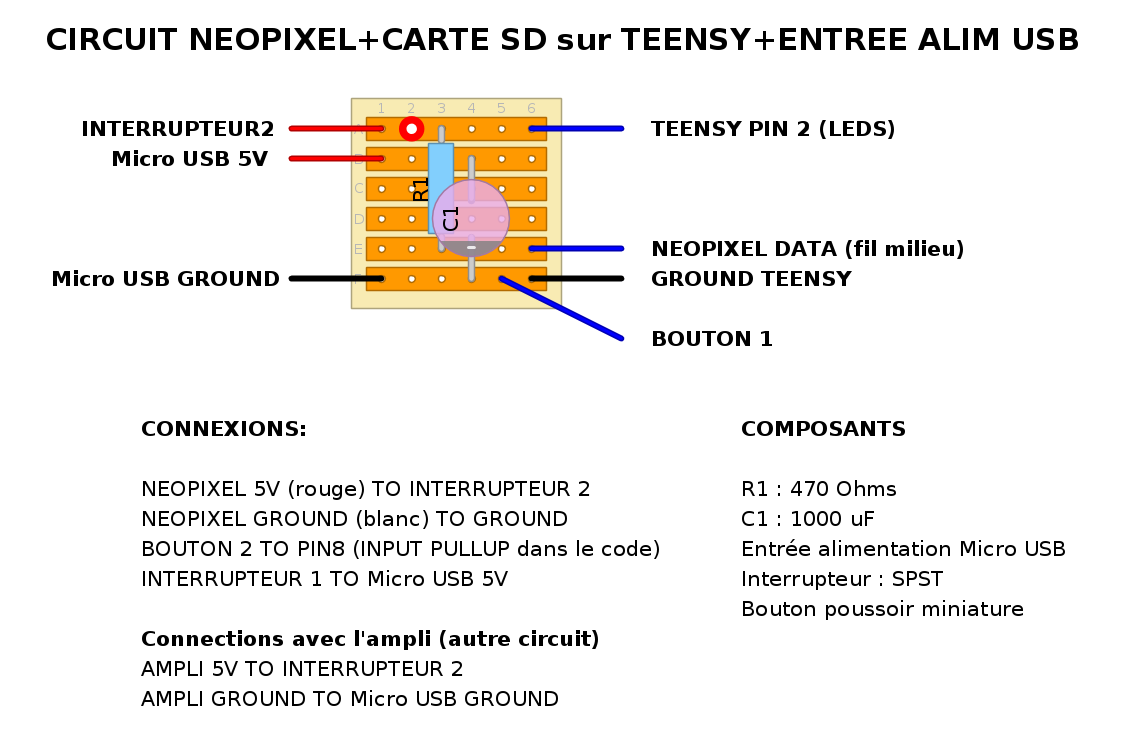 CIRCUIT NEOPIXEL+CARTE SD sur TEENSY+ENTREE ALIM USB
1 2 3 4 5 6
INTERRUPTEUR2 A TEENSY PIN 2 (LEDS)
Micro USB 5V B
R1 C
C1 D
E NEOPIXEL DATA (fil milieu)
Micro USB GROUND F GROUND TEENSY
BOUTON 1
CONNEXIONS:
NEOPIXEL 5V (rouge) TO INTERRUPTEUR 2
NEOPIXEL GROUND (blanc) TO GROUND
BOUTON 2 TO PIN8 (INPUT PULLUP dans le code)
INTERRUPTEUR 1 TO Micro USB 5V
Connections avec l'ampli (autre circuit)
AMPLI 5V TO INTERRUPTEUR 2
AMPLI GROUND TO Micro USB GROUND
COMPOSANTS
R1 : 470 Ohms
C1 : 1000 uF
Entrée alimentation Micro USB
Interrupteur : SPST
Bouton poussoir miniature